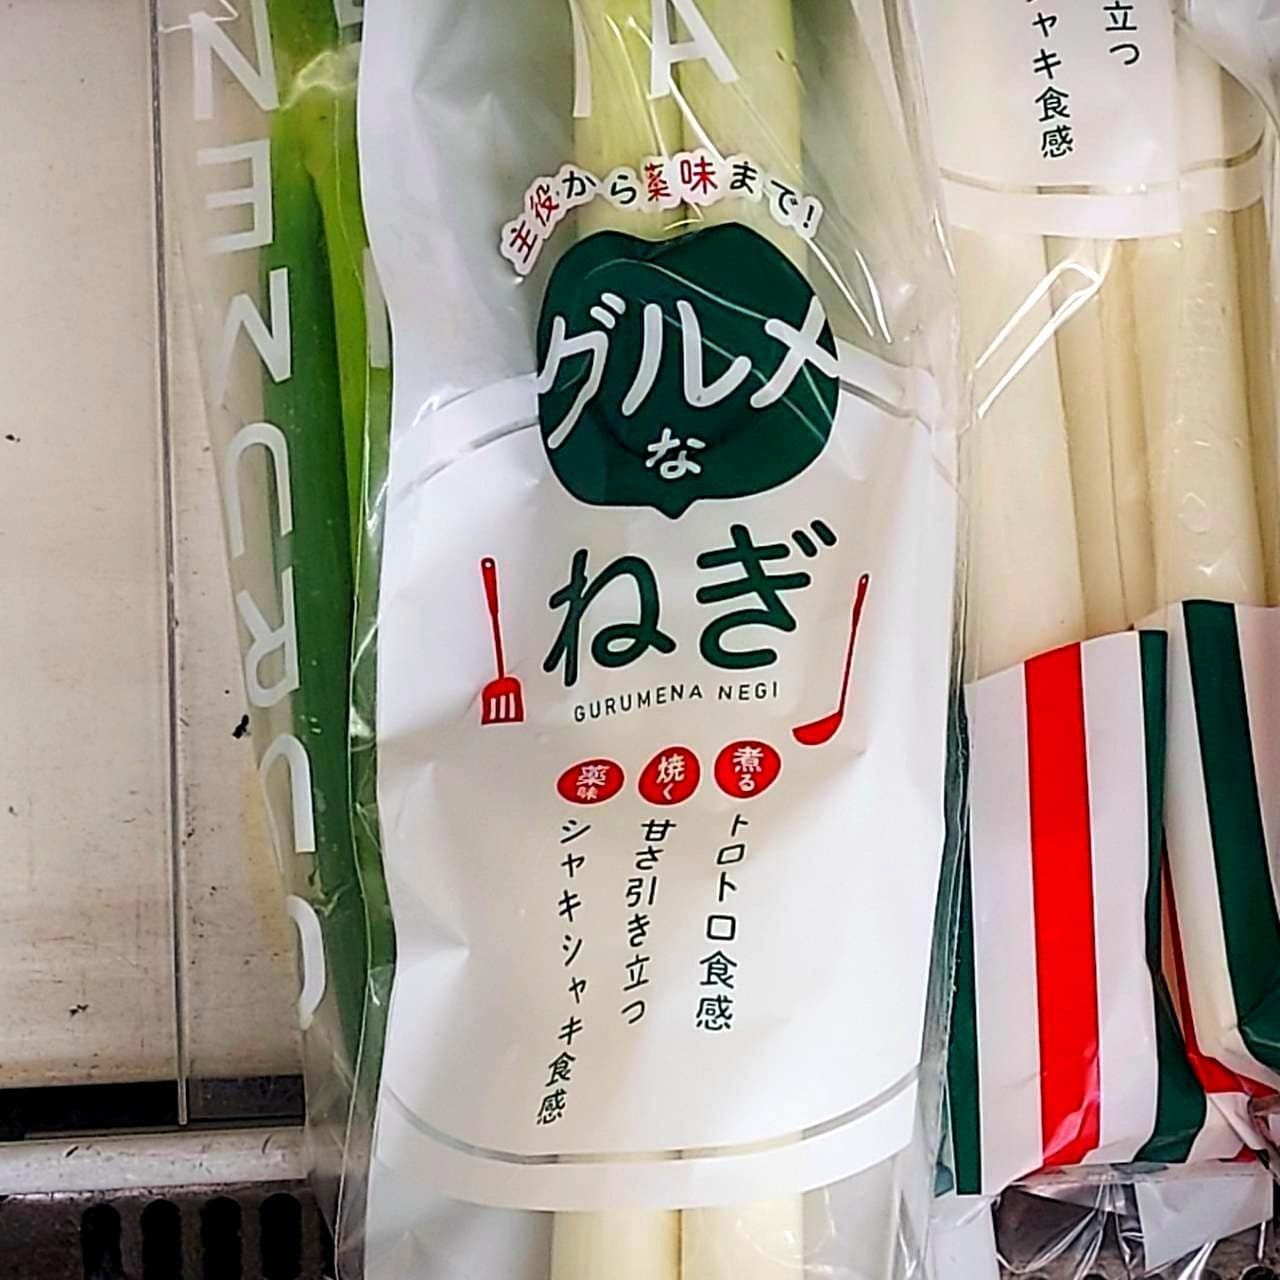 主役から薬味まで!
グルメ
な
ねぎ
GURUMENA NEGI
煮る
トロトロ食感
焼く
甘さ引き立つ
薬味
シャキシャキ食感
立つ
ャキ食感